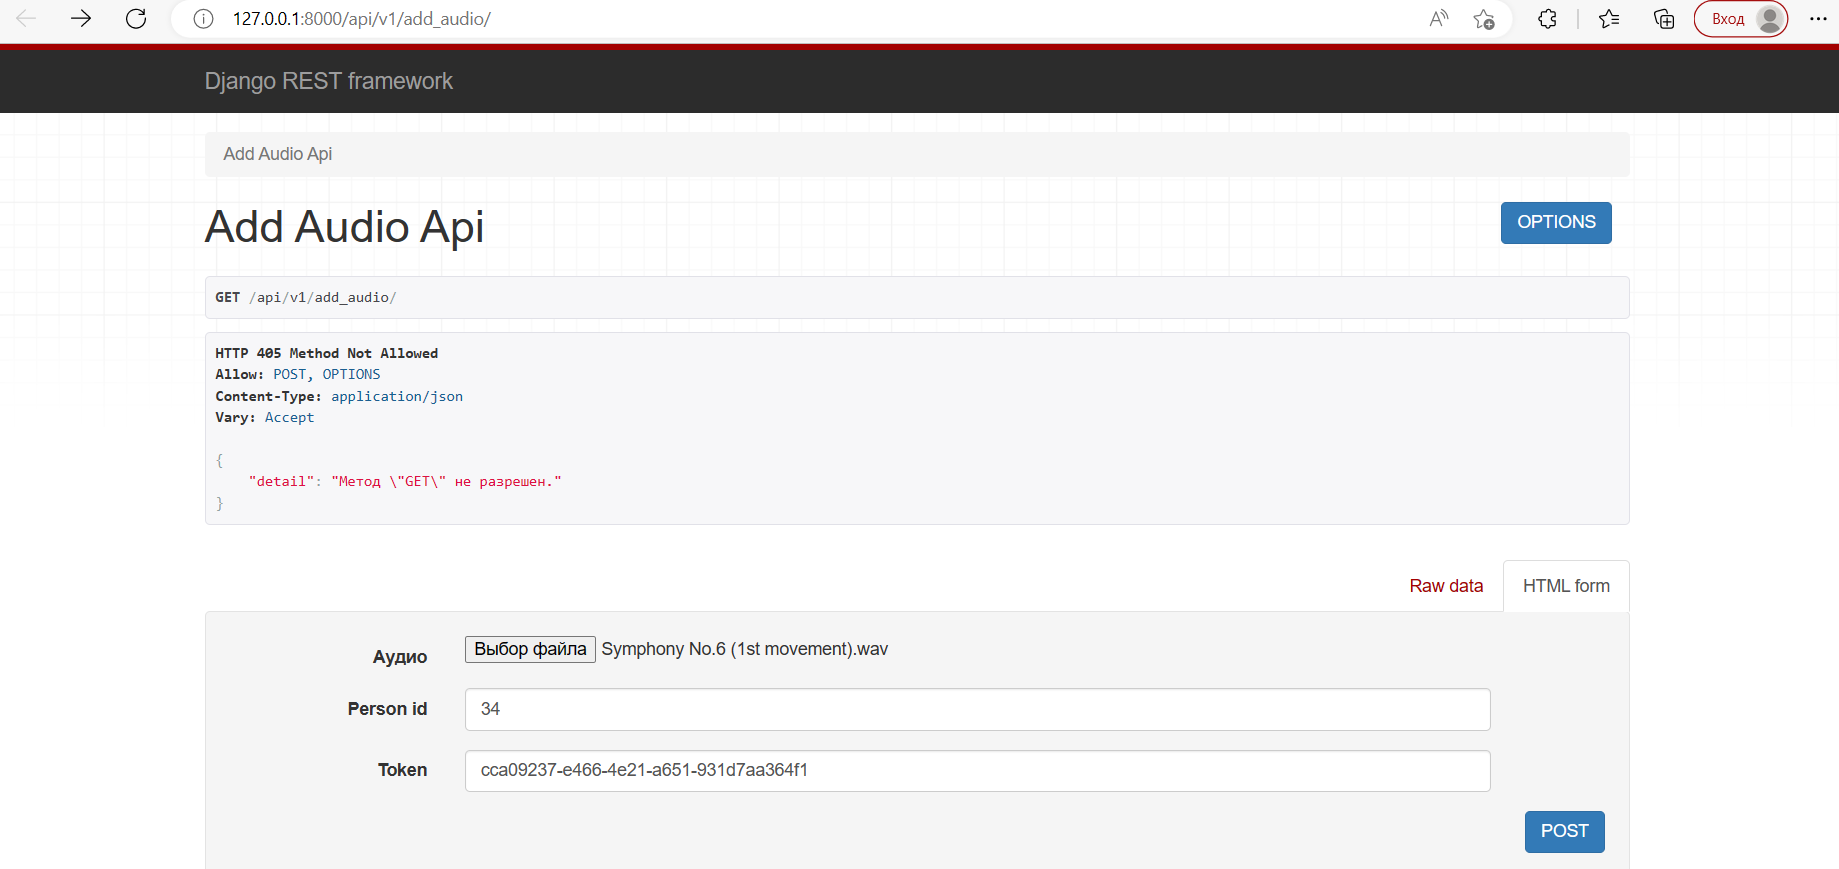 127.0.0.1:8000/api/v1/add_audio/
Вход
Django REST framework
Add Audio Api
Add Audio Api
OPTIONS
GET /api/v1/add_audio/
HTTP 405 Method Not Allowed
Allow: POST, OPTIONS
Content-Type: application/json
Vary: Accept
{
"detail": "Метод \"GET\" не разрешен."
}
Raw data
HTML form
Аудио
Выбор файла Symphony No.6 (1st movement).wav
Person id
34
Token
cca09237-e466-4e21-a651-931d7aa364f1
POST